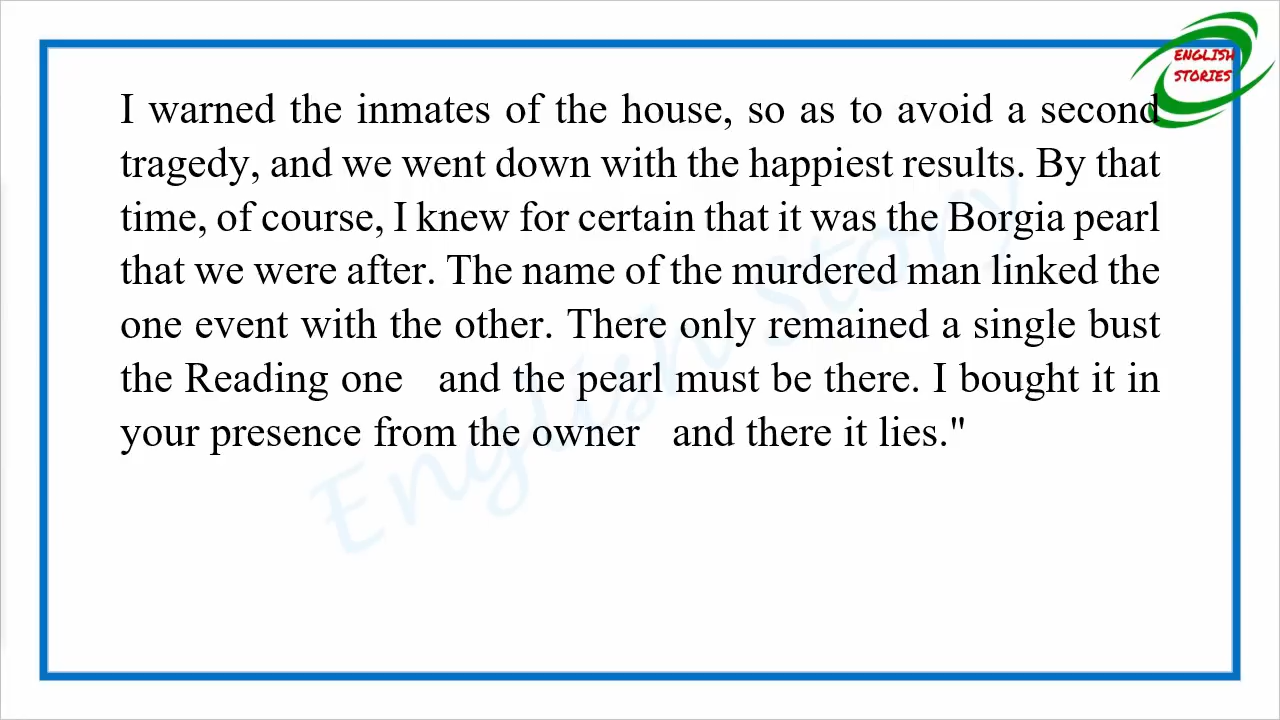 ENGLISH
STORIES
I warned the inmates of the house, so as to avoid a second
tragedy, and we went down with the happiest results. By that
time, of course, I knew for certain that it was the Borgia pearl
that we were after. The name of the murdered man linked the
one event with the other. There only remained a single bust
the Reading one   and the pearl must be there. I bought it in
your presence from the owner   and there it lies."
English Story